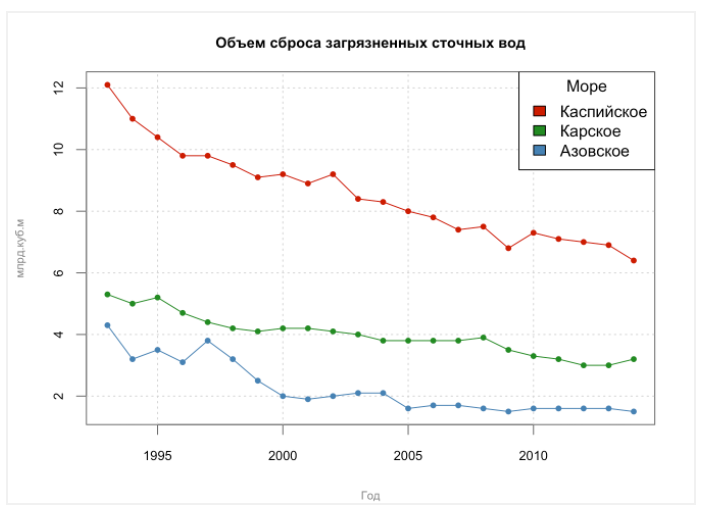 Объем сброса загрязненных сточных вод
Море
Каспийское
Карское
Азовское
12
10
8
6
4
2
млрд.куб.м
1995 2000 2005 2010
Год